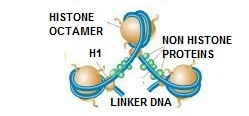 HISTONE
OCTAMER
H1
NON HISTONE
PROTEINS
LINKER DNA